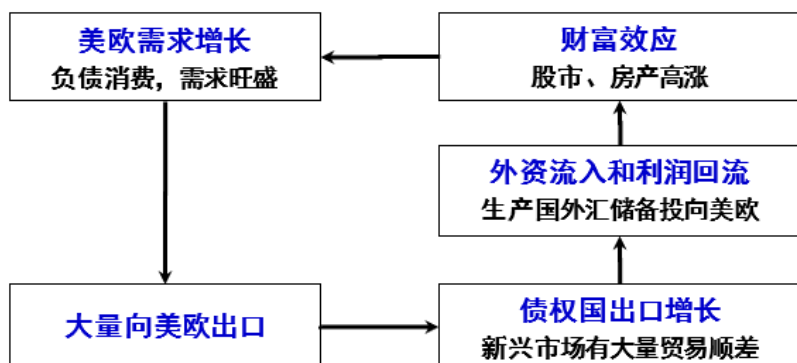 美欧需求增长
负债消费，需求旺盛
财富效应
股市、房产高涨
外资流入和利润回流
生产国外汇储备投向美欧
大量向美欧出口
债权国出口增长
新兴市场有大量贸易顺差